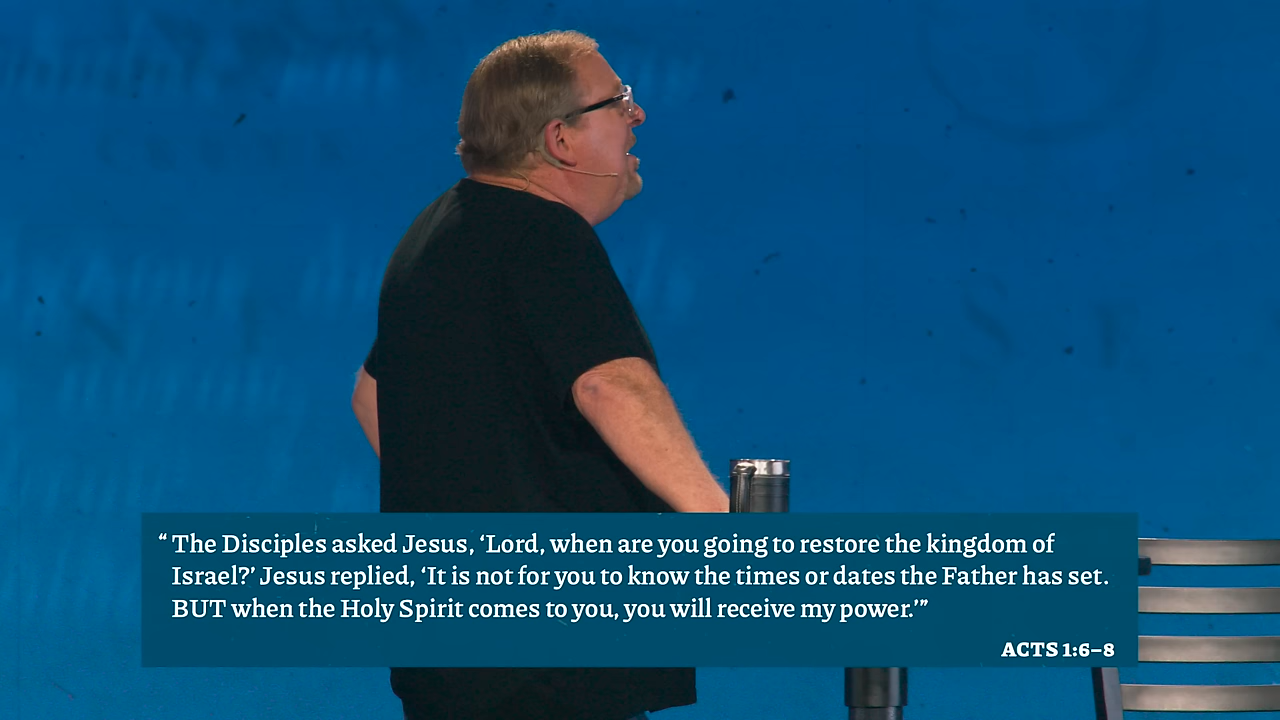 “ The Disciples asked Jesus, ‘Lord, when are you going to restore the kingdom of
Israel?’ Jesus replied, ‘It is not for you to know the times or dates the Father has set.
BUT when the Holy Spirit comes to you, you will receive my power.’”
ACTS 1:6–8